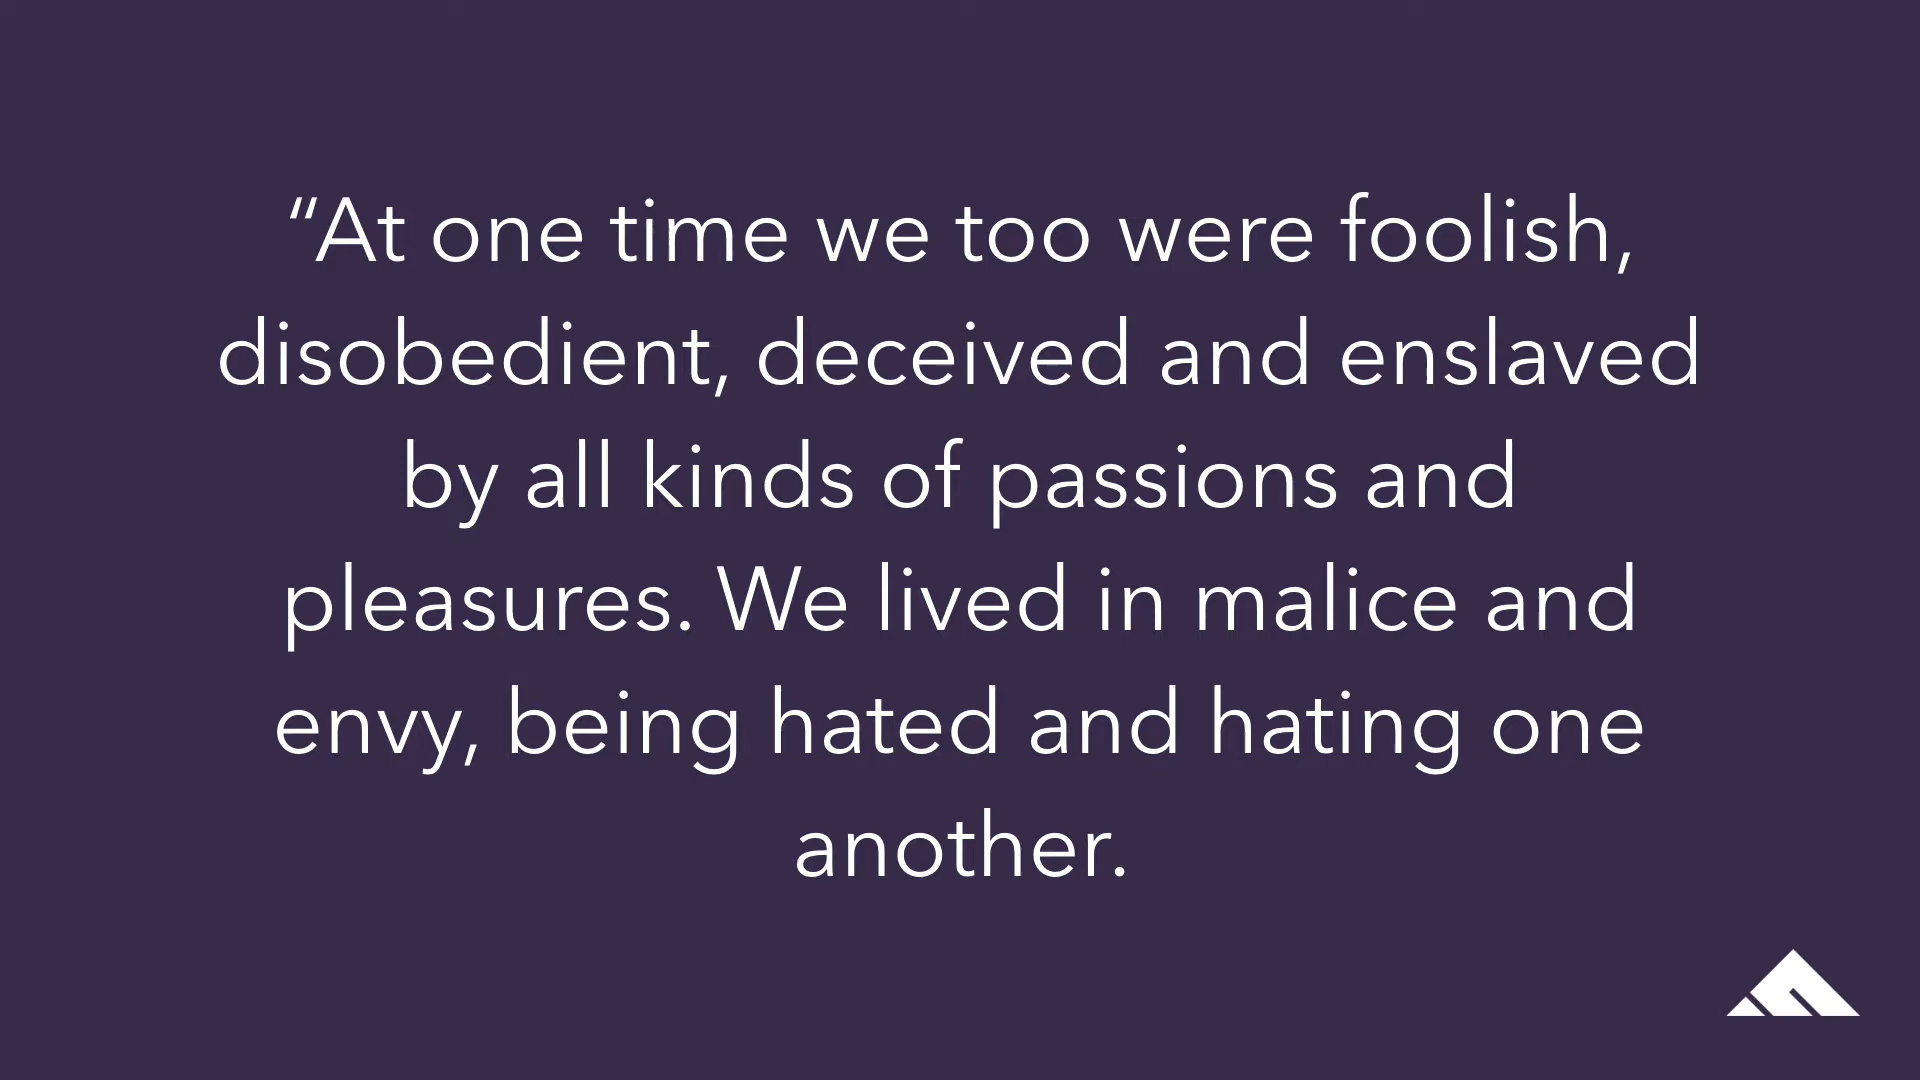 “At one time we too were foolish,
disobedient, deceived and enslaved
by all kinds of passions and
pleasures. We lived in malice and
envy, being hated and hating one
another.